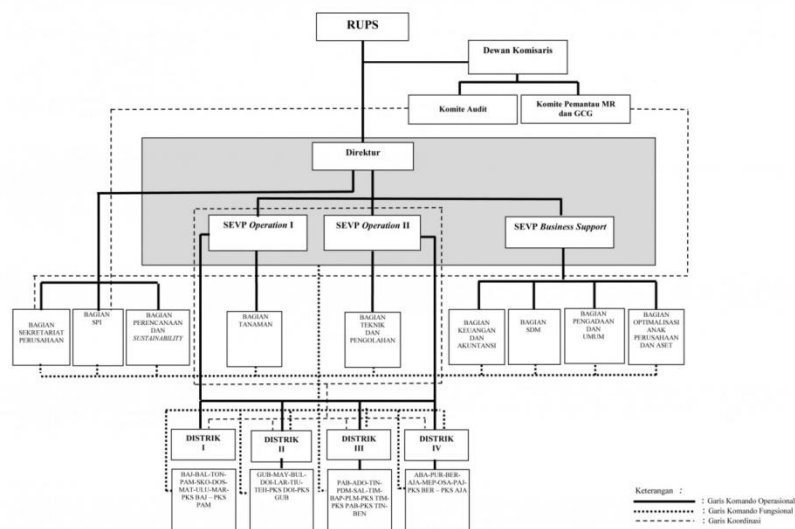 RUPS
Dewan Komisaris
Komite Audit
Komite Pemantau MR
dan GCG
Direktur
SEVP Operation I
SEVP Operation II
SEVP Business Support
BAGIAN
SEKRETARIAT
PERUSAHAAN
BAGIAN
SPI
BAGIAN
PERENCANAAN
DAN
SUSTAINABILITY
BAGIAN
TANAMAN
BAGIAN
TEKNIK
DAN
PENGOLAHAN
BAGIAN
KEUANGAN
DAN
AKUNTANSI
BAGIAN
SDM
BAGIAN
PENGADAAN
DAN
UMUM
BAGIAN
OPTIMALISASI
ANAK
PERUSAHAAN
DAN ASET
DISTRIK
I
DISTRIK
II
DISTRIK
III
DISTRIK
IV
BAJ-BAL-TON-
PAM-SKO-DOS-
MAT-ULU-MAR-
PKS BAJ – PKS
PAM
GUB-MAY-BUL-
DOI-LAR-TIU-
TEH-PKS DOI-PKS
GUB
PAB-ADO-TIN-
PDM-SAL-TIM-
BAP-PLM-PKS TIM-
PKS PAB-PKS TIN-
BEN
ABA-PUR-BER-
AJA-MEP-OSA-PAJ-
PKS BER – PKS AJA
Keterangan :
: Garis Komando Operasional
: Garis Komando Fungsional
: Garis Koordinasi